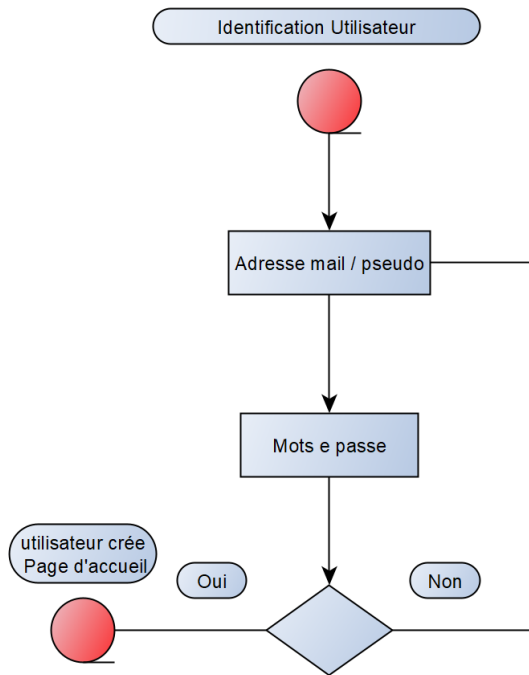 Identification Utilisateur
Adresse mail / pseudo
Mots e passe
utilisateur crée
Page d'accueil
Oui
Non